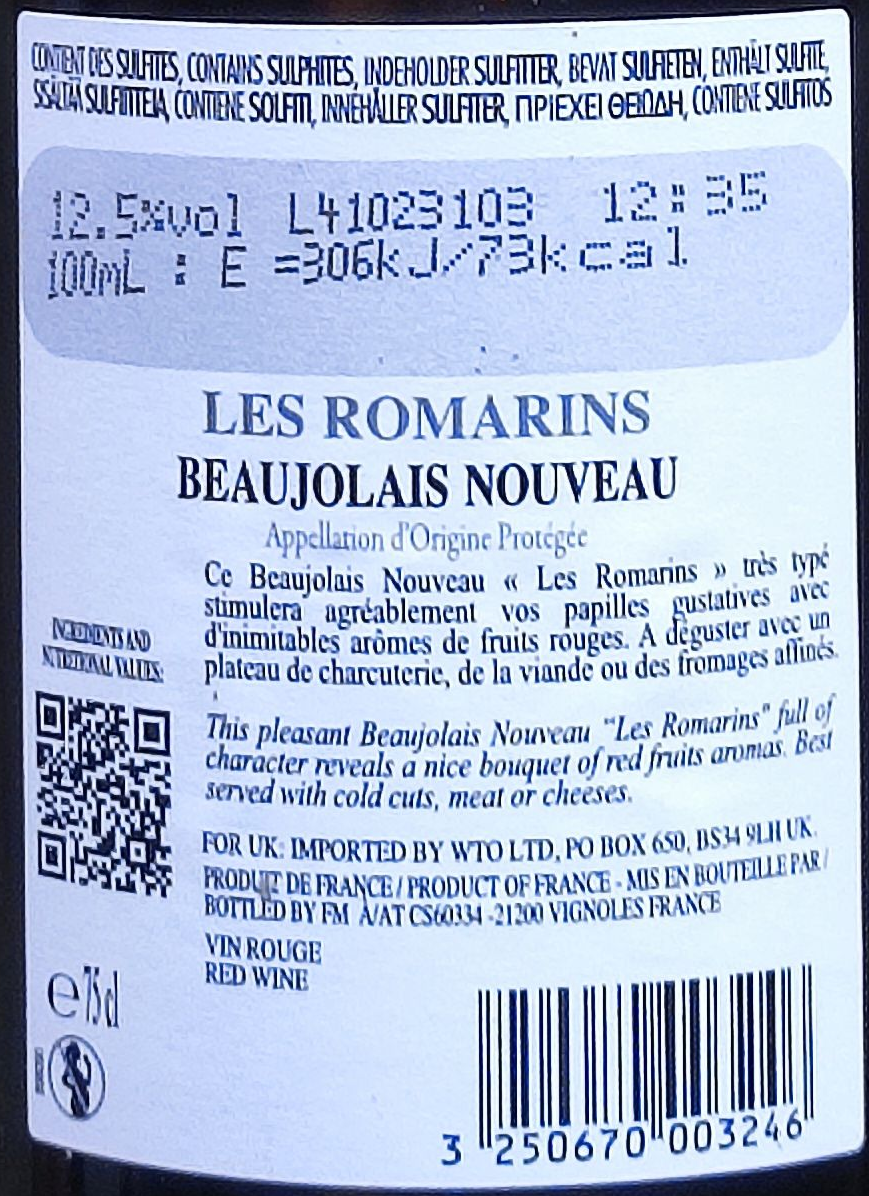 CONTIENT DES SULFITES, CONTAINS SULPHITES, INDEHOLDER SULFITTER, BEVAT SULFIETEN, ENTHÄLT SULFITE,
SISÄLTÄÄ SULFIITTEJA, CONTIENE SOLFITI, INNEHÅLLER SULFITER, ΠΡΙΕΧΕΙ ΘΕΙΩΔΗ, CONTIENE SULFITOS
12.5%vol L41023103 12:35
100mL : E =306kJ/73kcal
LES ROMARINS
BEAUJOLAIS NOUVEAU
Appellation d'Origine Protégée
Ce Beaujolais Nouveau « Les Romarins » très typé
stimulera agréablement vos papilles gustatives avec
d'inimitables arômes de fruits rouges. A déguster avec un
plateau de charcuterie, de la viande ou des fromages affinés.
INGREDIENTS AND
NUTRITIONAL VALUES:
This pleasant Beaujolais Nouveau "Les Romarins" full of
character reveals a nice bouquet of red fruits aromas. Best
served with cold cuts, meat or cheeses.
FOR UK: IMPORTED BY WTO LTD, PO BOX 650, BS34 9LH UK.
PRODUIT DE FRANCE / PRODUCT OF FRANCE - MIS EN BOUTEILLE PAR /
BOTTLED BY FM A/AT CS60334 -21200 VIGNOLES FRANCE
VIN ROUGE
RED WINE
e 75 cl
3 250670 003246